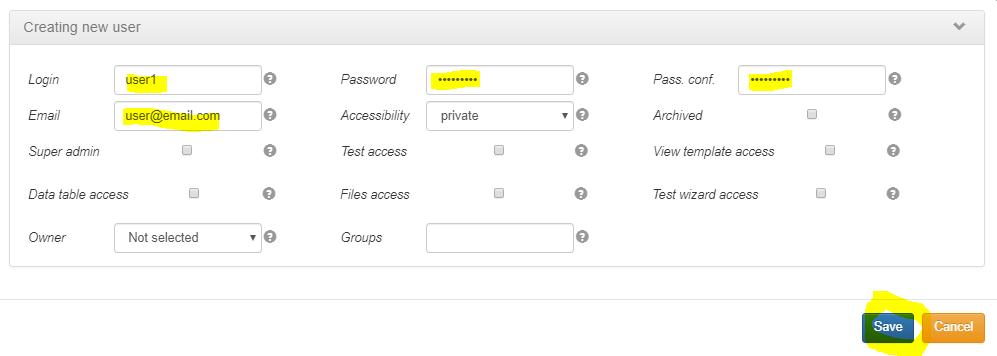 Creating new user
Login user1 Password ••••••••• Pass. conf. •••••••••
Email user@email.com Accessibility private Archived
Super admin Test access View template access
Data table access Files access Test wizard access
Owner Not selected Groups
Save Cancel